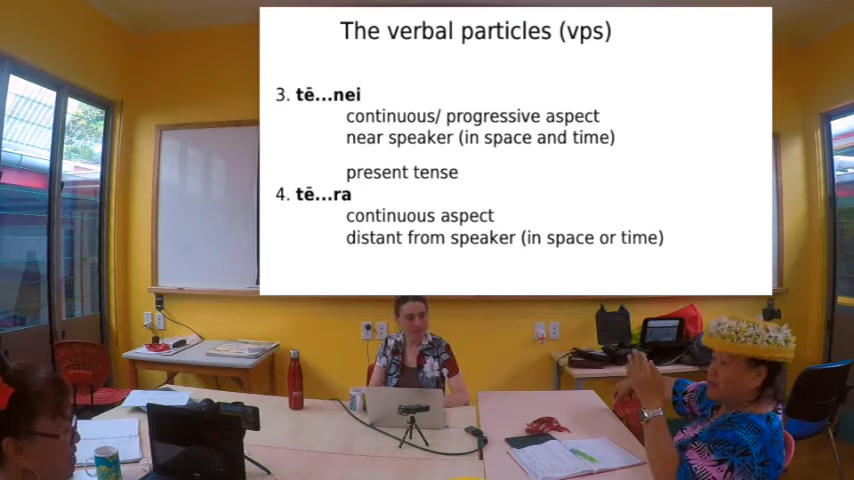 The verbal particles (vps)
3. tē...nei
continuous/ progressive aspect
near speaker (in space and time)
present tense
4. tē...ra
continuous aspect
distant from speaker (in space or time)